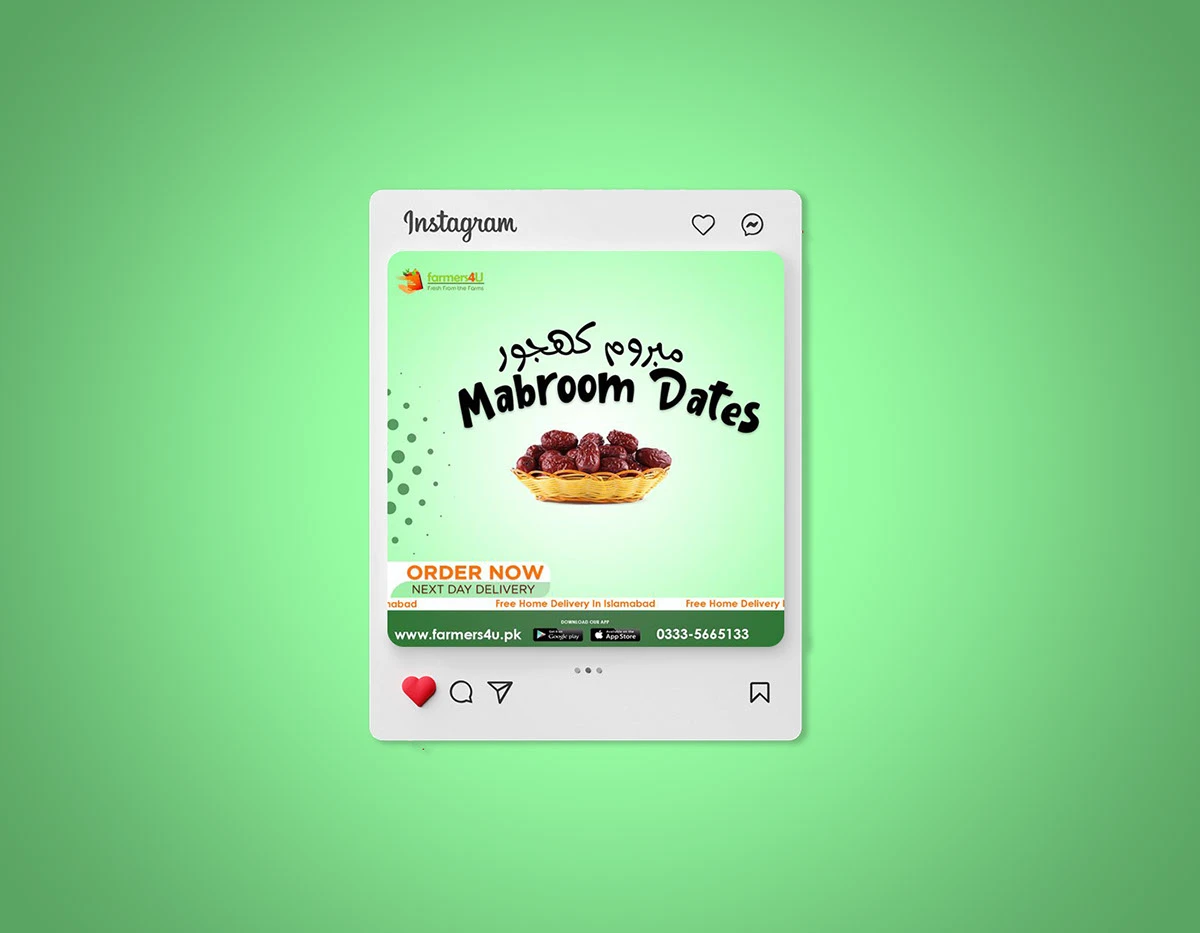 Instagram
farmers4U
Fresh From the Farms
مبروم کھجور
Mabroom Dates
ORDER NOW
NEXT DAY DELIVERY
nabad Free Home Delivery In Islamabad Free Home Delivery I
DOWNLOAD OUR APP
www.farmers4u.pk Google play App Store 0333-5665133